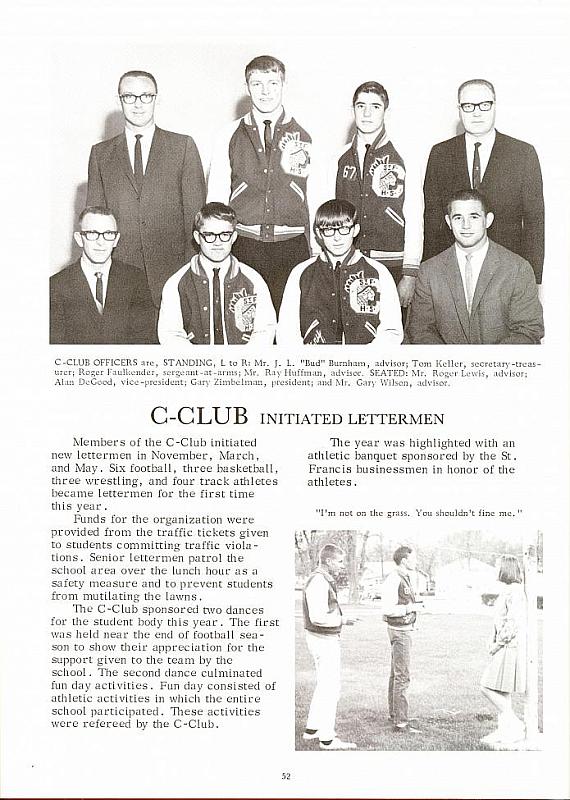 67
St.F
H.S.
C-CLUB OFFICERS are, STANDING, L to R: Mr. J. L. "Bud" Burnham, advisor; Tom Keller, secretary-treas-
urer; Roger Faulkender, sergeant-at-arms; Mr. Ray Huffman, advisor. SEATED: Mr. Roger Lewis, advisor;
Alan DeGood, vice-president; Gary Zimbelman, president; and Mr. Gary Wilson, advisor.
C-CLUB INITIATED LETTERMEN
Members of the C-Club initiated
new lettermen in November, March,
and May. Six football, three basketball,
three wrestling, and four track athletes
became lettermen for the first time
this year.
Funds for the organization were
provided from the traffic tickets given
to students committing traffic viola-
tions. Senior lettermen patrol the
school area over the lunch hour as a
safety measure and to prevent students
from mutilating the lawns.
The C-Club sponsored two dances
for the student body this year. The first
was held near the end of football sea-
son to show their appreciation for the
support given to the team by the
school. The second dance culminated
fun day activities. Fun day consisted of
athletic activities in which the entire
school participated. These activities
were refereed by the C-Club.
The year was highlighted with an
athletic banquet sponsored by the St.
Francis businessmen in honor of the
athletes.
"I'm not on the grass. You shouldn't fine me."
52